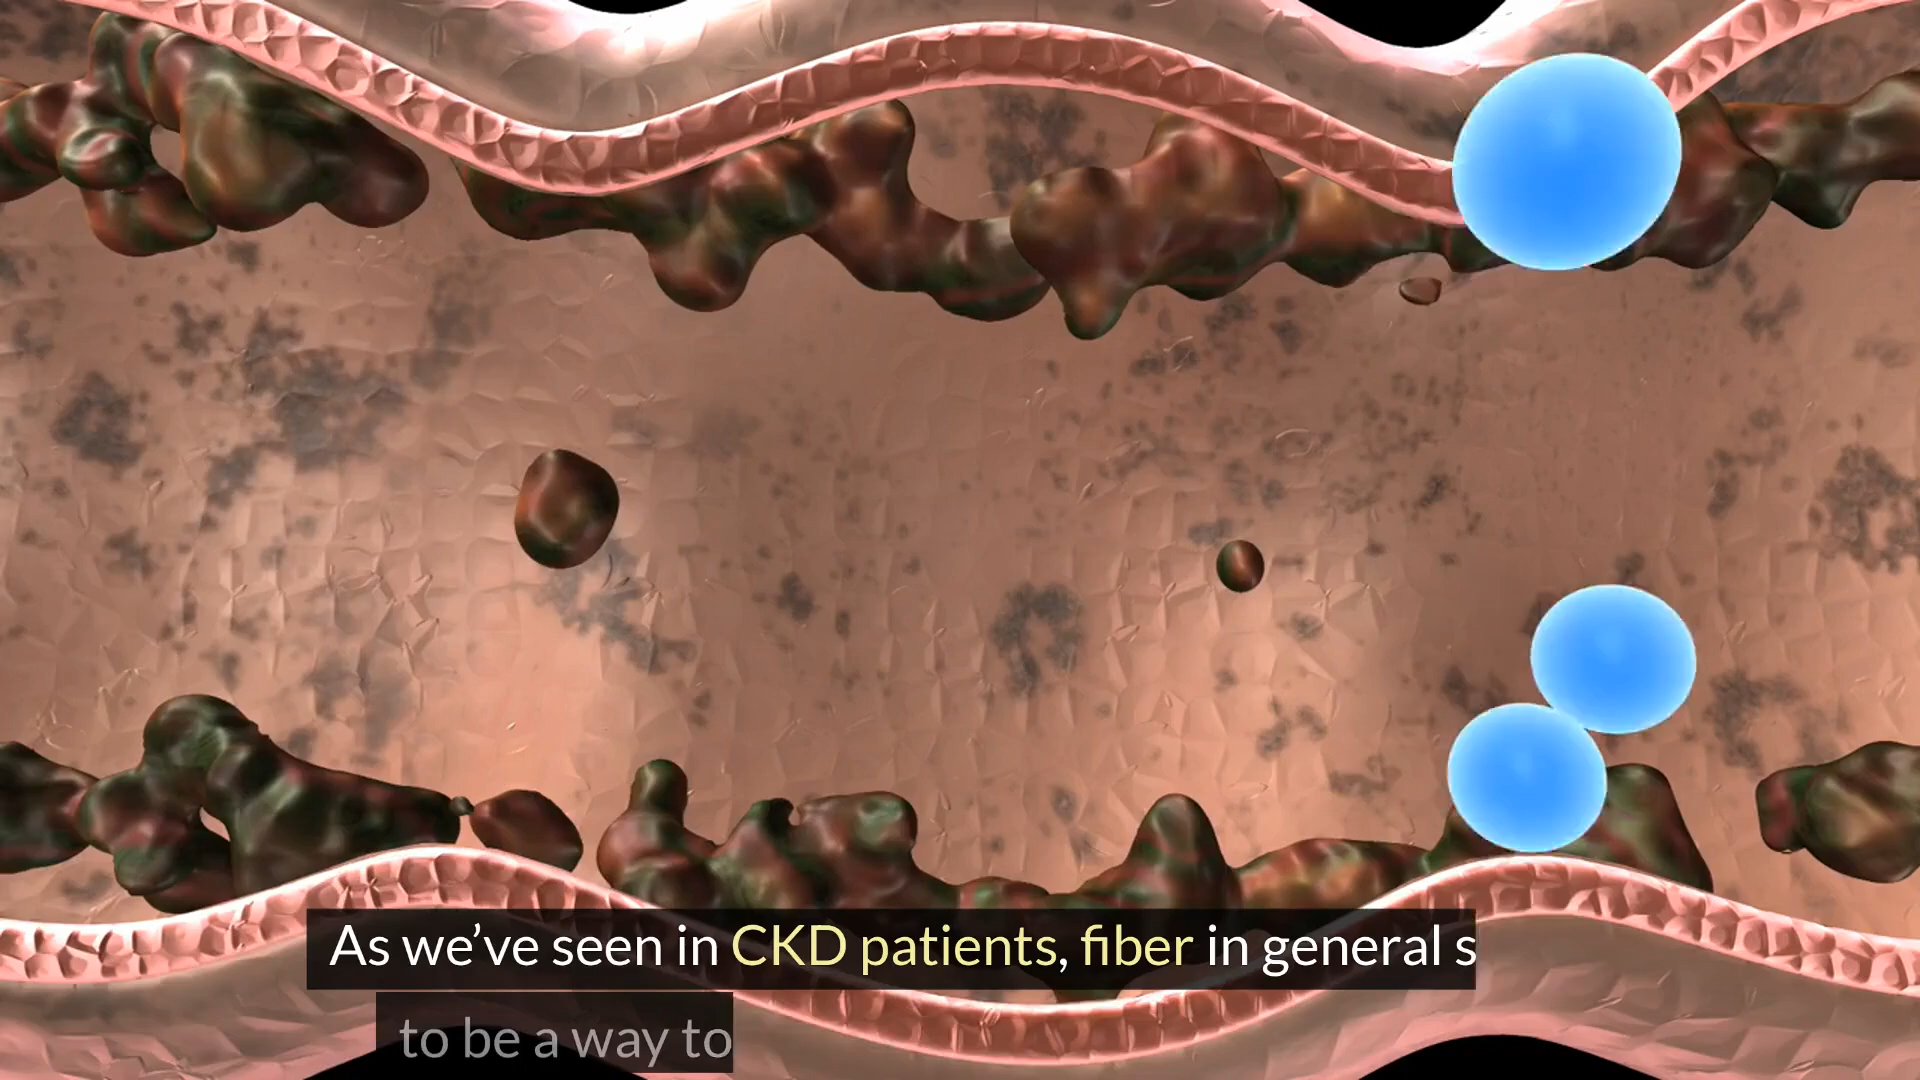 As we've seen in CKD patients, fiber in general s
to be a way to